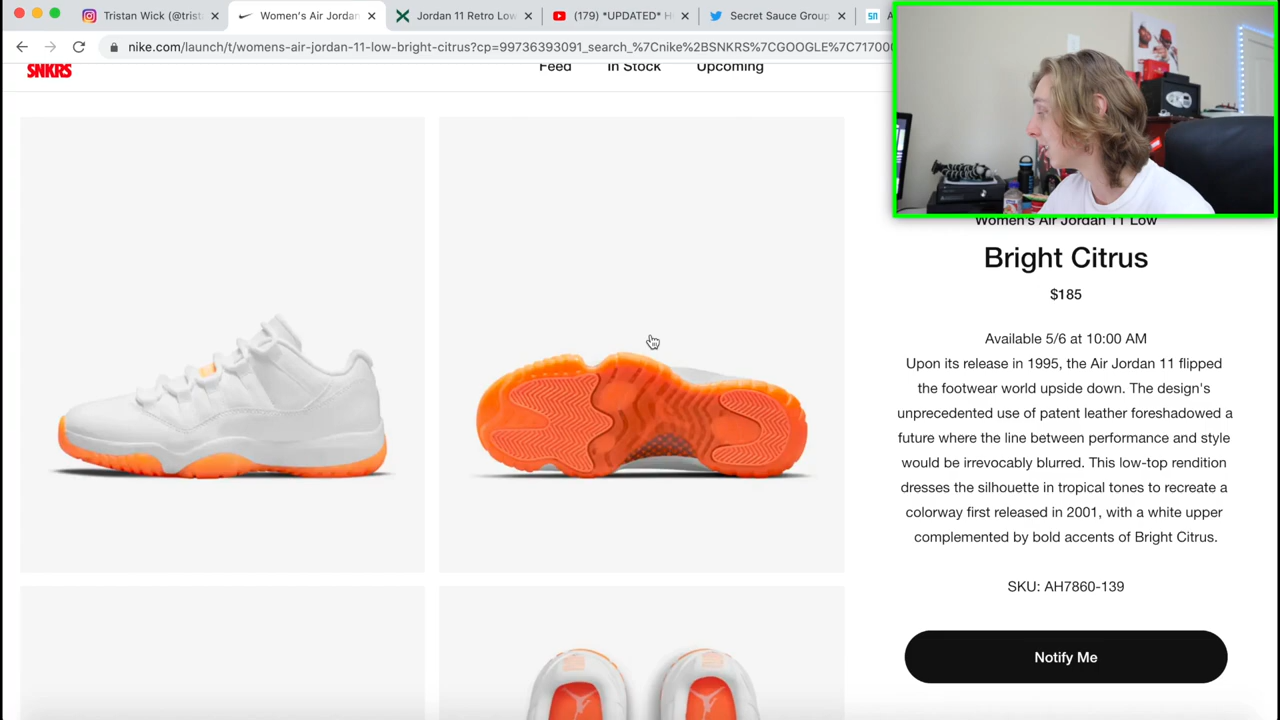 Tristan Wick (@trist
Women's Air Jordan
Jordan 11 Retro Low
(179) *UPDATED* H
Secret Sauce Group
nike.com/launch/t/womens-air-jordan-11-low-bright-citrus?cp=99736393091_search_%7Cnike%2BSNKRS%7CGOOGLE%7C71700
SNKRS
Feed
In Stock
Upcoming
Women's Air Jordan 11 Low
Bright Citrus
$185
Available 5/6 at 10:00 AM
Upon its release in 1995, the Air Jordan 11 flipped
the footwear world upside down. The design's
unprecedented use of patent leather foreshadowed a
future where the line between performance and style
would be irrevocably blurred. This low-top rendition
dresses the silhouette in tropical tones to recreate a
colorway first released in 2001, with a white upper
complemented by bold accents of Bright Citrus.
SKU: AH7860-139
Notify Me